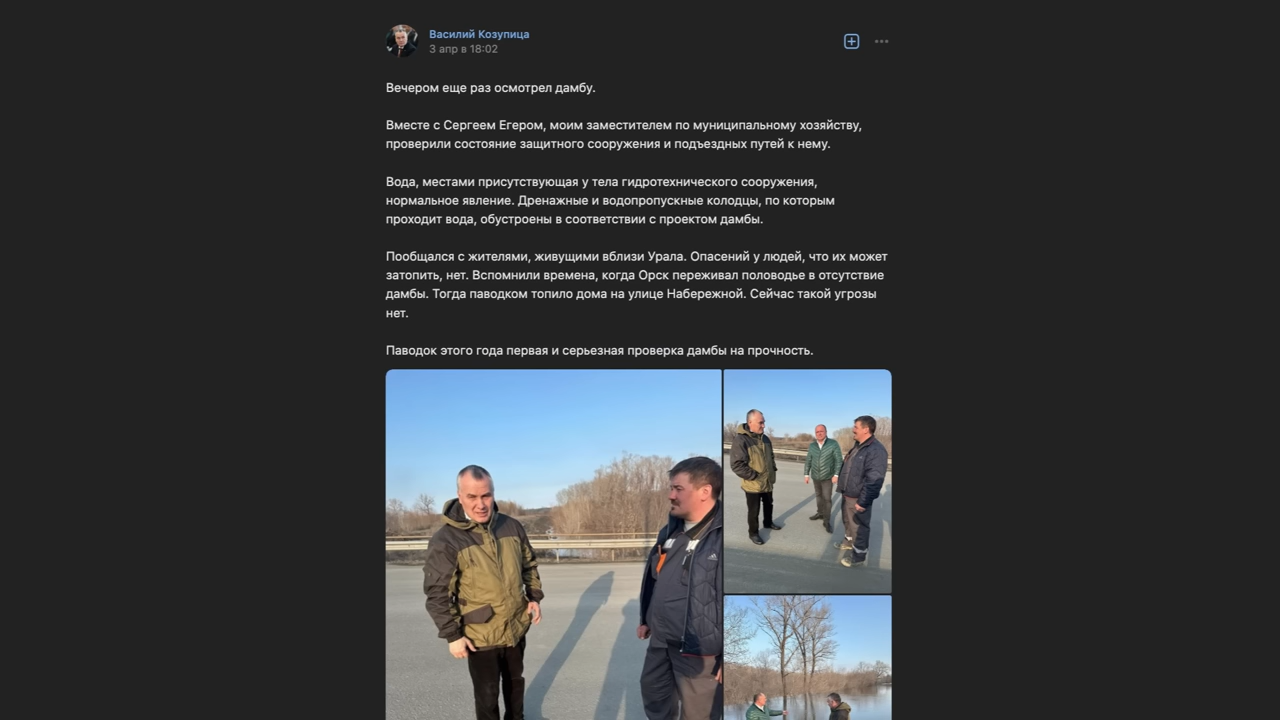 Василий Козупица
3 апр в 18:02
Вечером еще раз осмотрел дамбу.
Вместе с Сергеем Егером, моим заместителем по муниципальному хозяйству,
проверили состояние защитного сооружения и подъездных путей к нему.
Вода, местами присутствующая у тела гидротехнического сооружения,
нормальное явление. Дренажные и водопропускные колодцы, по которым
проходит вода, обустроены в соответствии с проектом дамбы.
Пообщался с жителями, живущими вблизи Урала. Опасений у людей, что их может
затопить, нет. Вспомнили времена, когда Орск переживал половодье в отсутствие
дамбы. Тогда паводком топило дома на улице Набережной. Сейчас такой угрозы
нет.
Паводок этого года первая и серьезная проверка дамбы на прочность.